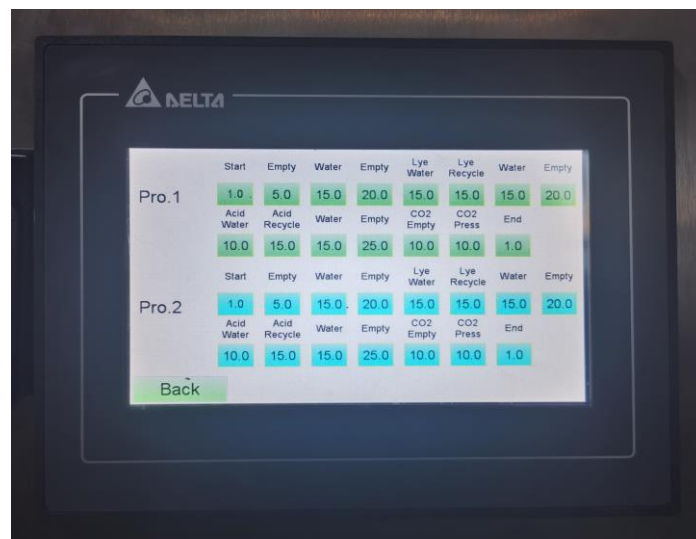 DELTA
Start Empty Water Empty Lye Water Lye Recycle Water Empty
Pro.1 1.0 5.0 15.0 20.0 15.0 15.0 15.0 20.0
Acid Water Acid Recycle Water Empty CO2 Empty CO2 Press End
10.0 15.0 15.0 25.0 10.0 10.0 1.0
Start Empty Water Empty Lye Water Lye Recycle Water Empty
Pro.2 1.0 5.0 15.0 20.0 15.0 15.0 15.0 20.0
Acid Water Acid Recycle Water Empty CO2 Empty CO2 Press End
10.0 15.0 15.0 25.0 10.0 10.0 1.0
Back